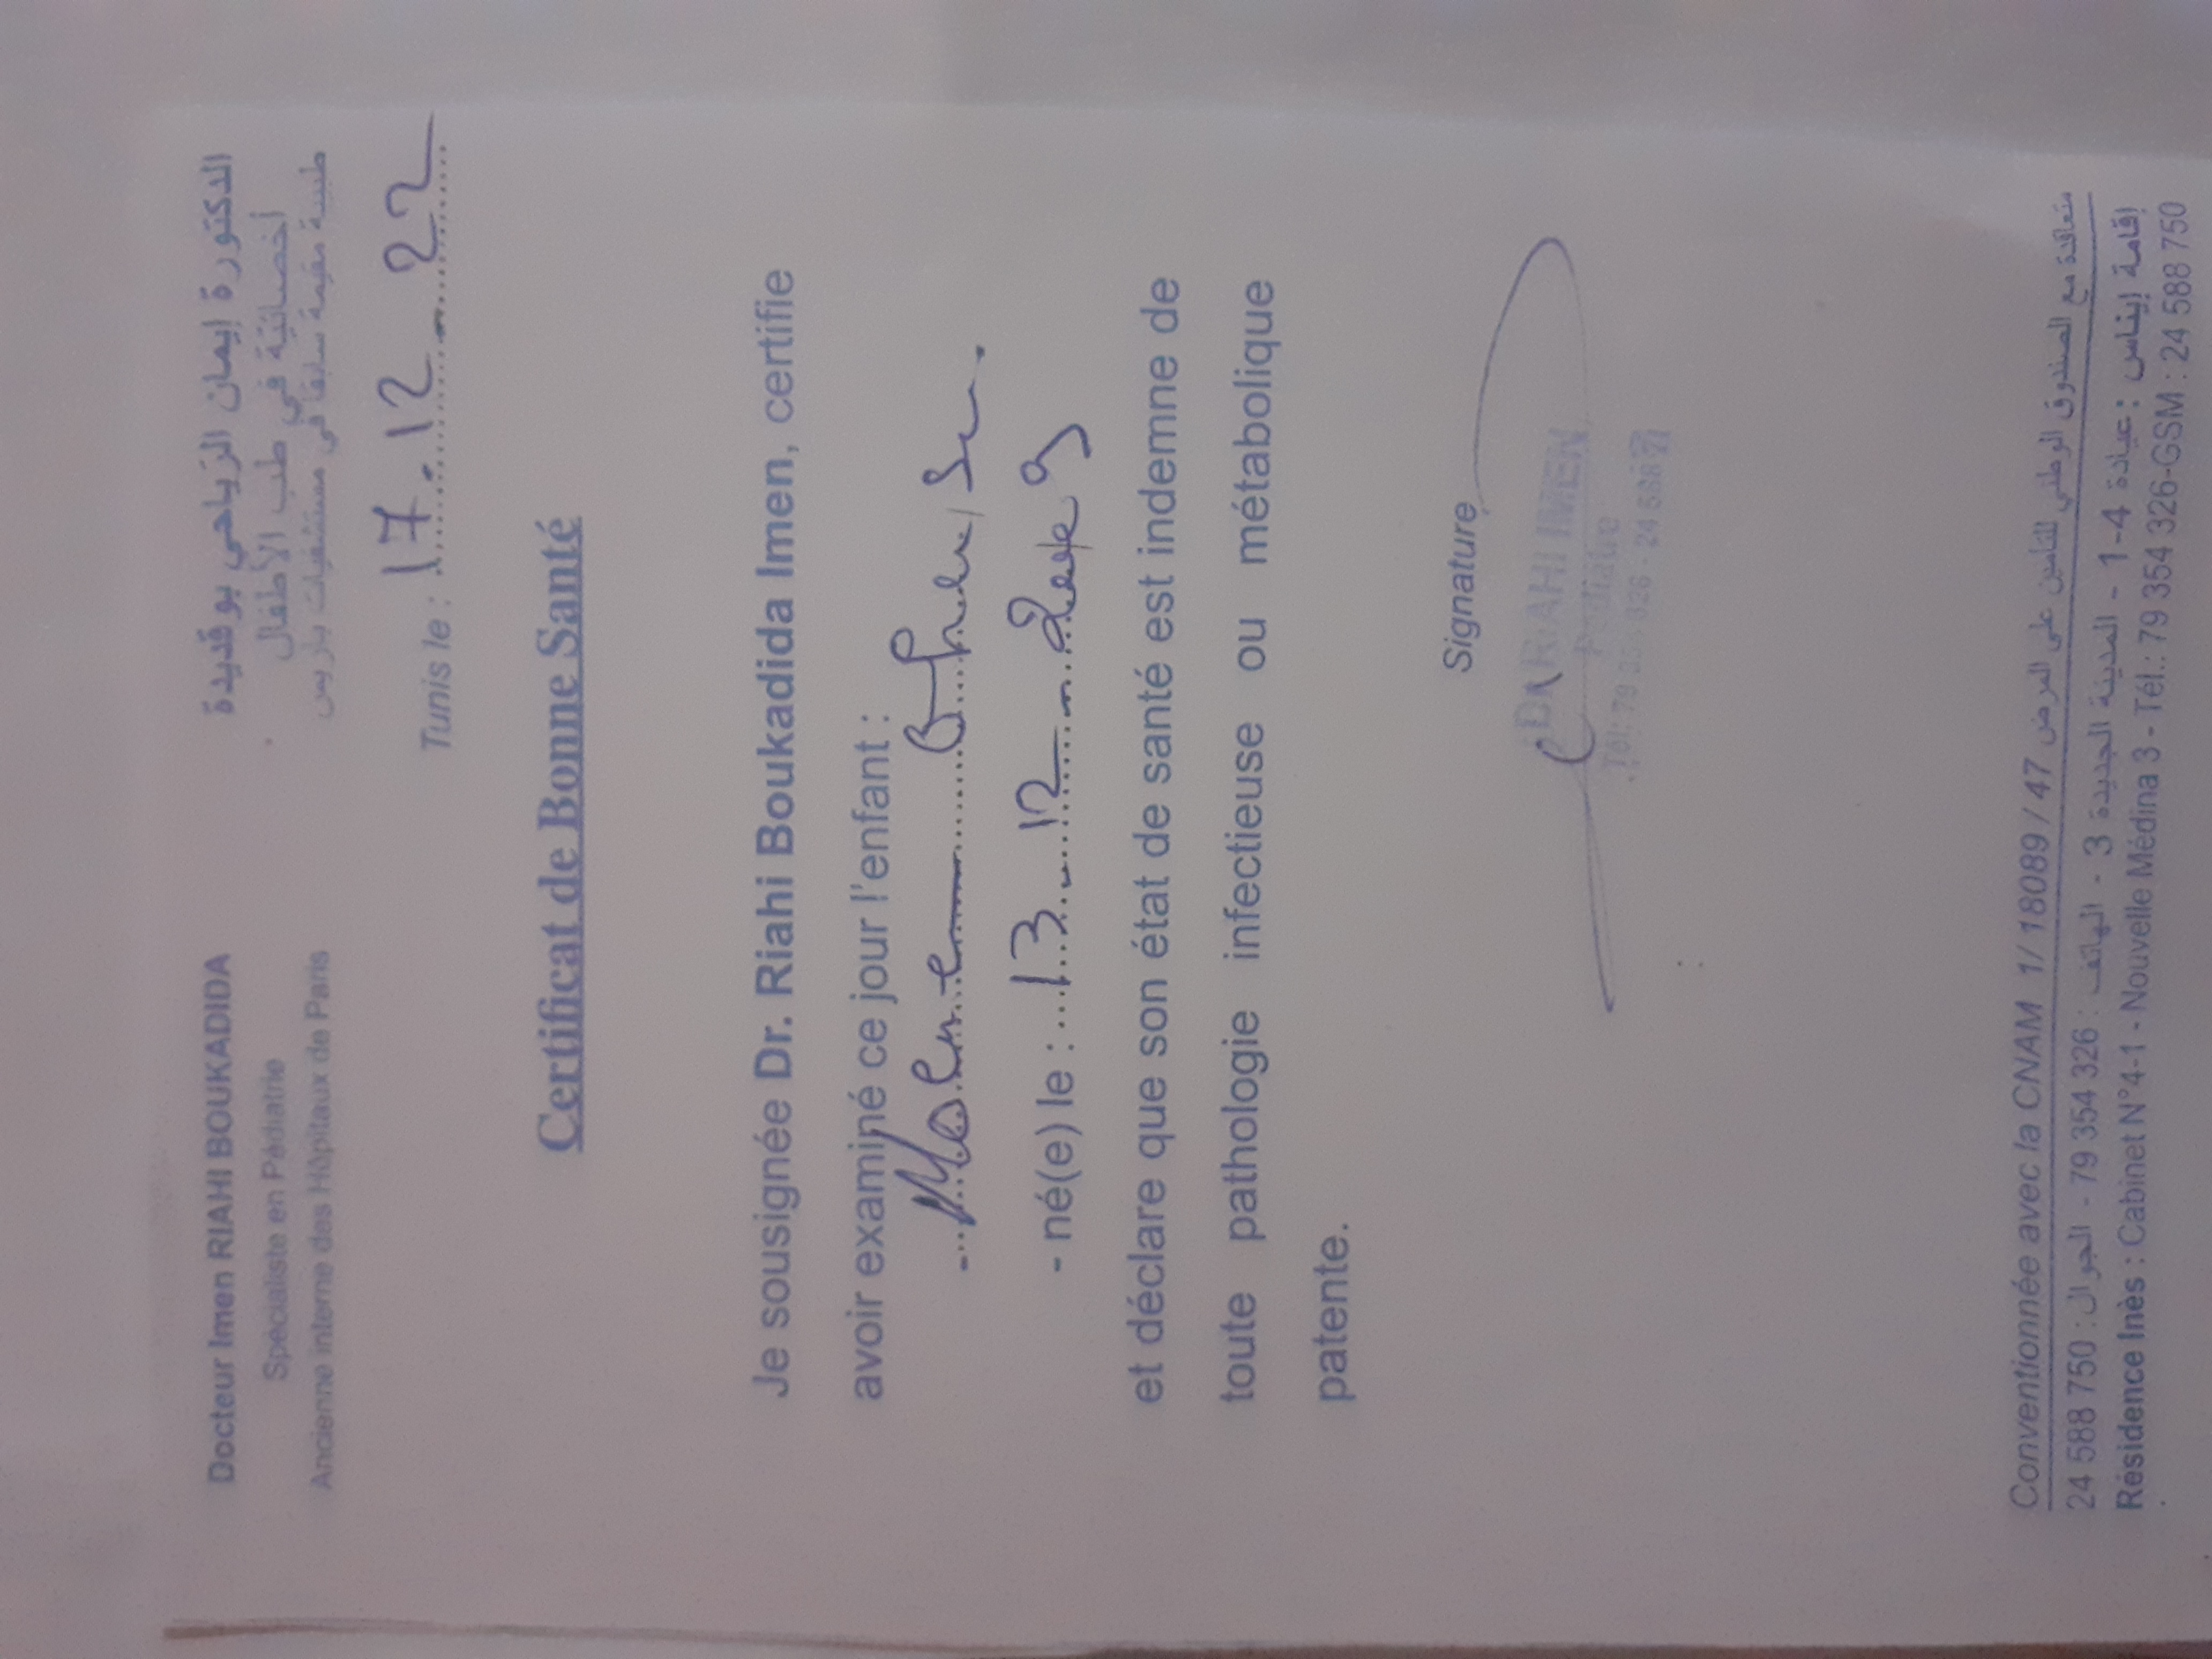 Docteur Imen RIAHI BOUKADIDA
Spécialiste en Pédiatrie
Ancienne interne des Hôpitaux de Paris
الدكتورة إيمان الرياحي بوقديدة
أخصائية في طب الأطفال
طبيبة مقيمة سابقا في مستشفيات باريس
Tunis le : 17.12.22
Certificat de Bonne Santé
Je sousignée Dr. Riahi Boukadida Imen, certifie
avoir examiné ce jour l'enfant :
-
- né(e) le : 13 12
et déclare que son état de santé est indemne de
toute pathologie infectieuse ou métabolique
patente.
Signature
RIAHI IMEN
Pédiatre
Conventionnée avec la CNAM 1/ 18089 / 47 متعاقدة مع الصندوق الوطني للتأمين على المرض
إقامة إيناس : عيادة 4-1 - المدينة الجديدة 3 - الهاتف : 79 354 326 - الجوال : 24 588 750
Résidence Inès : Cabinet N°4-1 - Nouvelle Médina 3 - Tél.: 79 354 326-GSM : 24 588 750